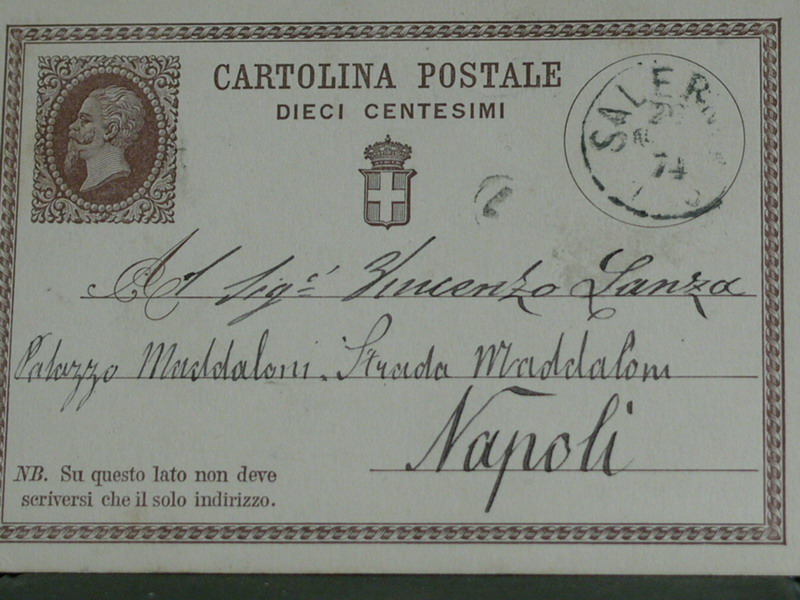 CARTOLINA POSTALE
DIECI CENTESIMI
SALER
74
Al Sigr Vincenzo Lanza
Palazzo Maddaloni. Strada Maddaloni
Napoli
NB. Su questo lato non deve
scriversi che il solo indirizzo.